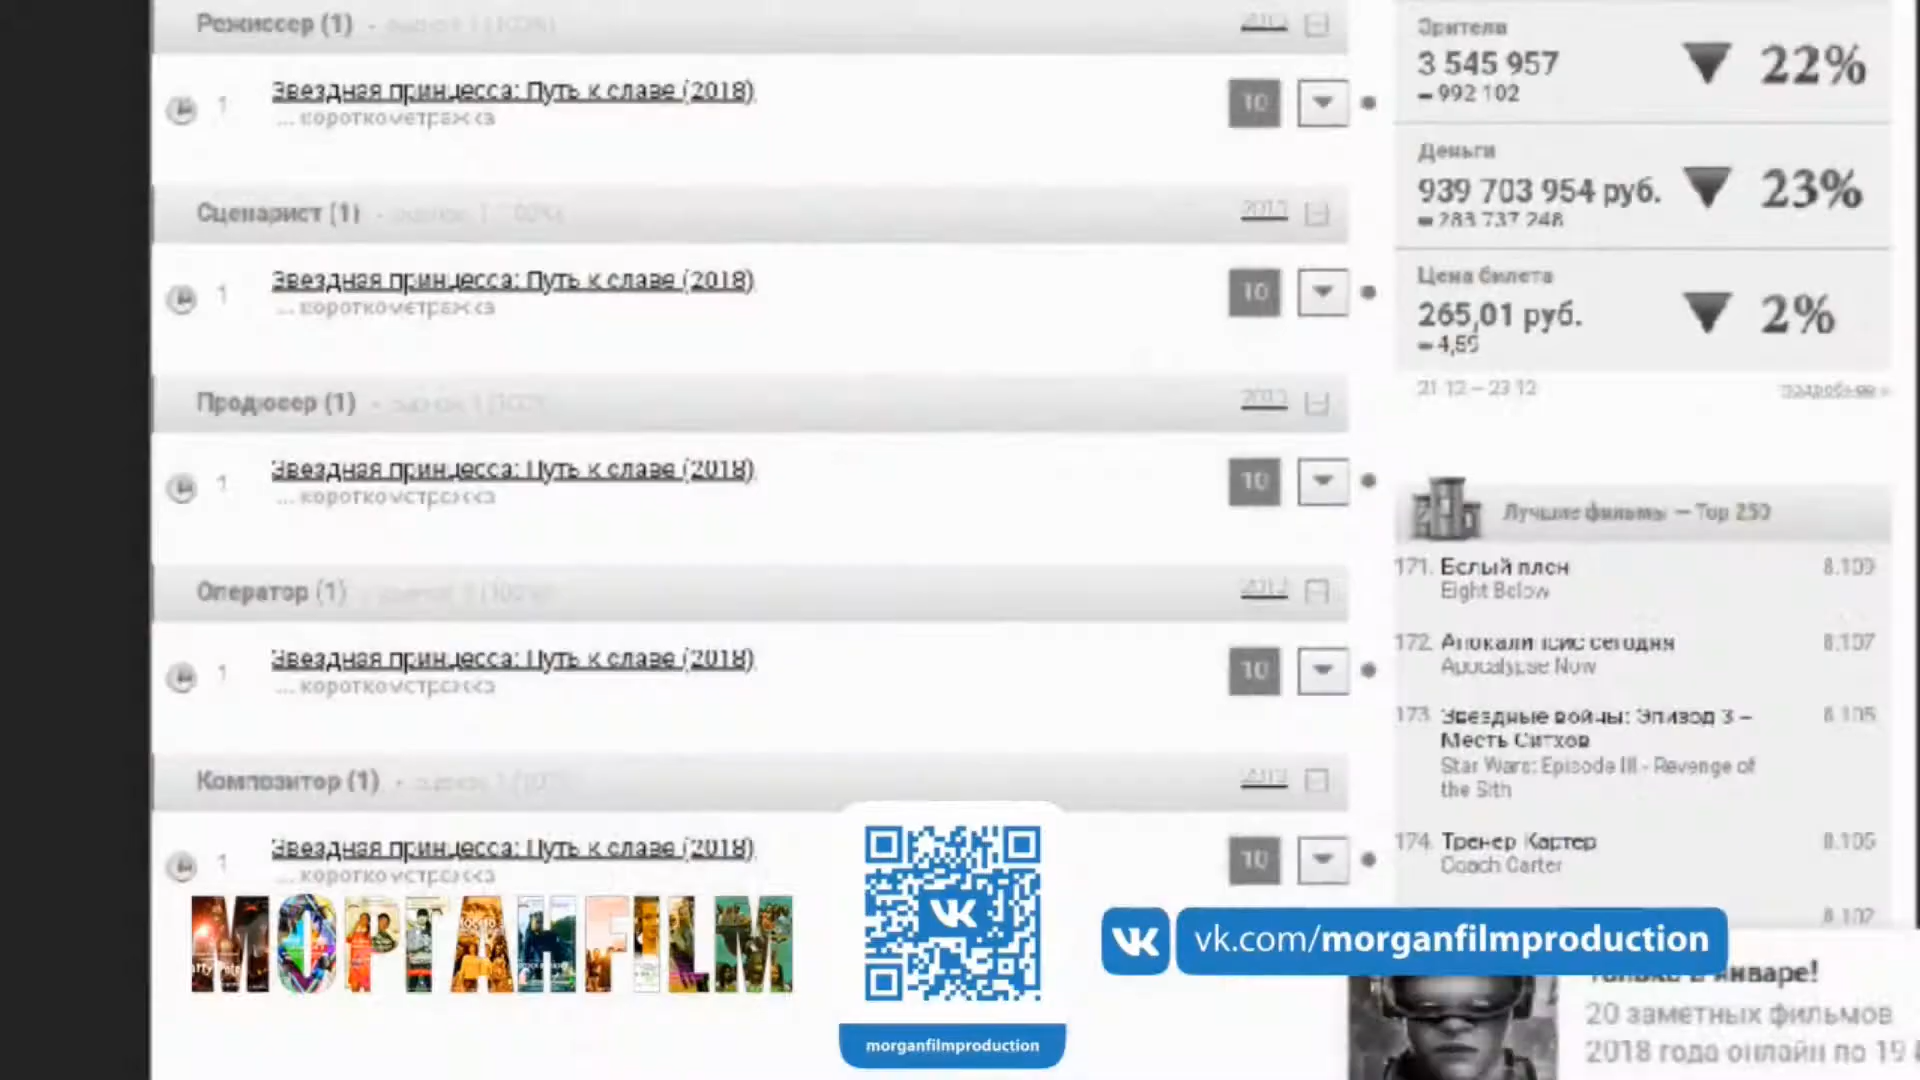 Режиссер (1)
Звездная принцесса: Путь к славе (2018)
... короткометражка
10
1
Сценарист (1)
Звездная принцесса: Путь к славе (2018)
... короткометражка
10
1
Продюсер (1)
Звездная принцесса: Путь к славе (2018)
... короткометражка
10
1
Оператор (1)
Звездная принцесса: Путь к славе (2018)
... короткометражка
10
1
Композитор (1)
Звездная принцесса: Путь к славе (2018)
... короткометражка
10
1
Зрители
3 545 957
992 102
22%
Деньги
939 703 954 руб.
283 737 248
23%
Цена билета
265,01 руб.
4,59
2%
21.12 – 23.12
подробнее »
Лучшие фильмы — Top 250
171. Белый плен 8.109
Eight Below
172. Апокалипсис сегодня 8.107
Apocalypse Now
173. Звездные войны: Эпизод 3 –
Месть Ситхов
Star Wars: Episode III - Revenge of
the Sith
174. Тренер Картер
Coach Carter
МОРГАНFILM
morganfilmproduction
vk.com/morganfilmproduction
Только в январе!
20 заметных фильмов
2018 года онлайн по 19